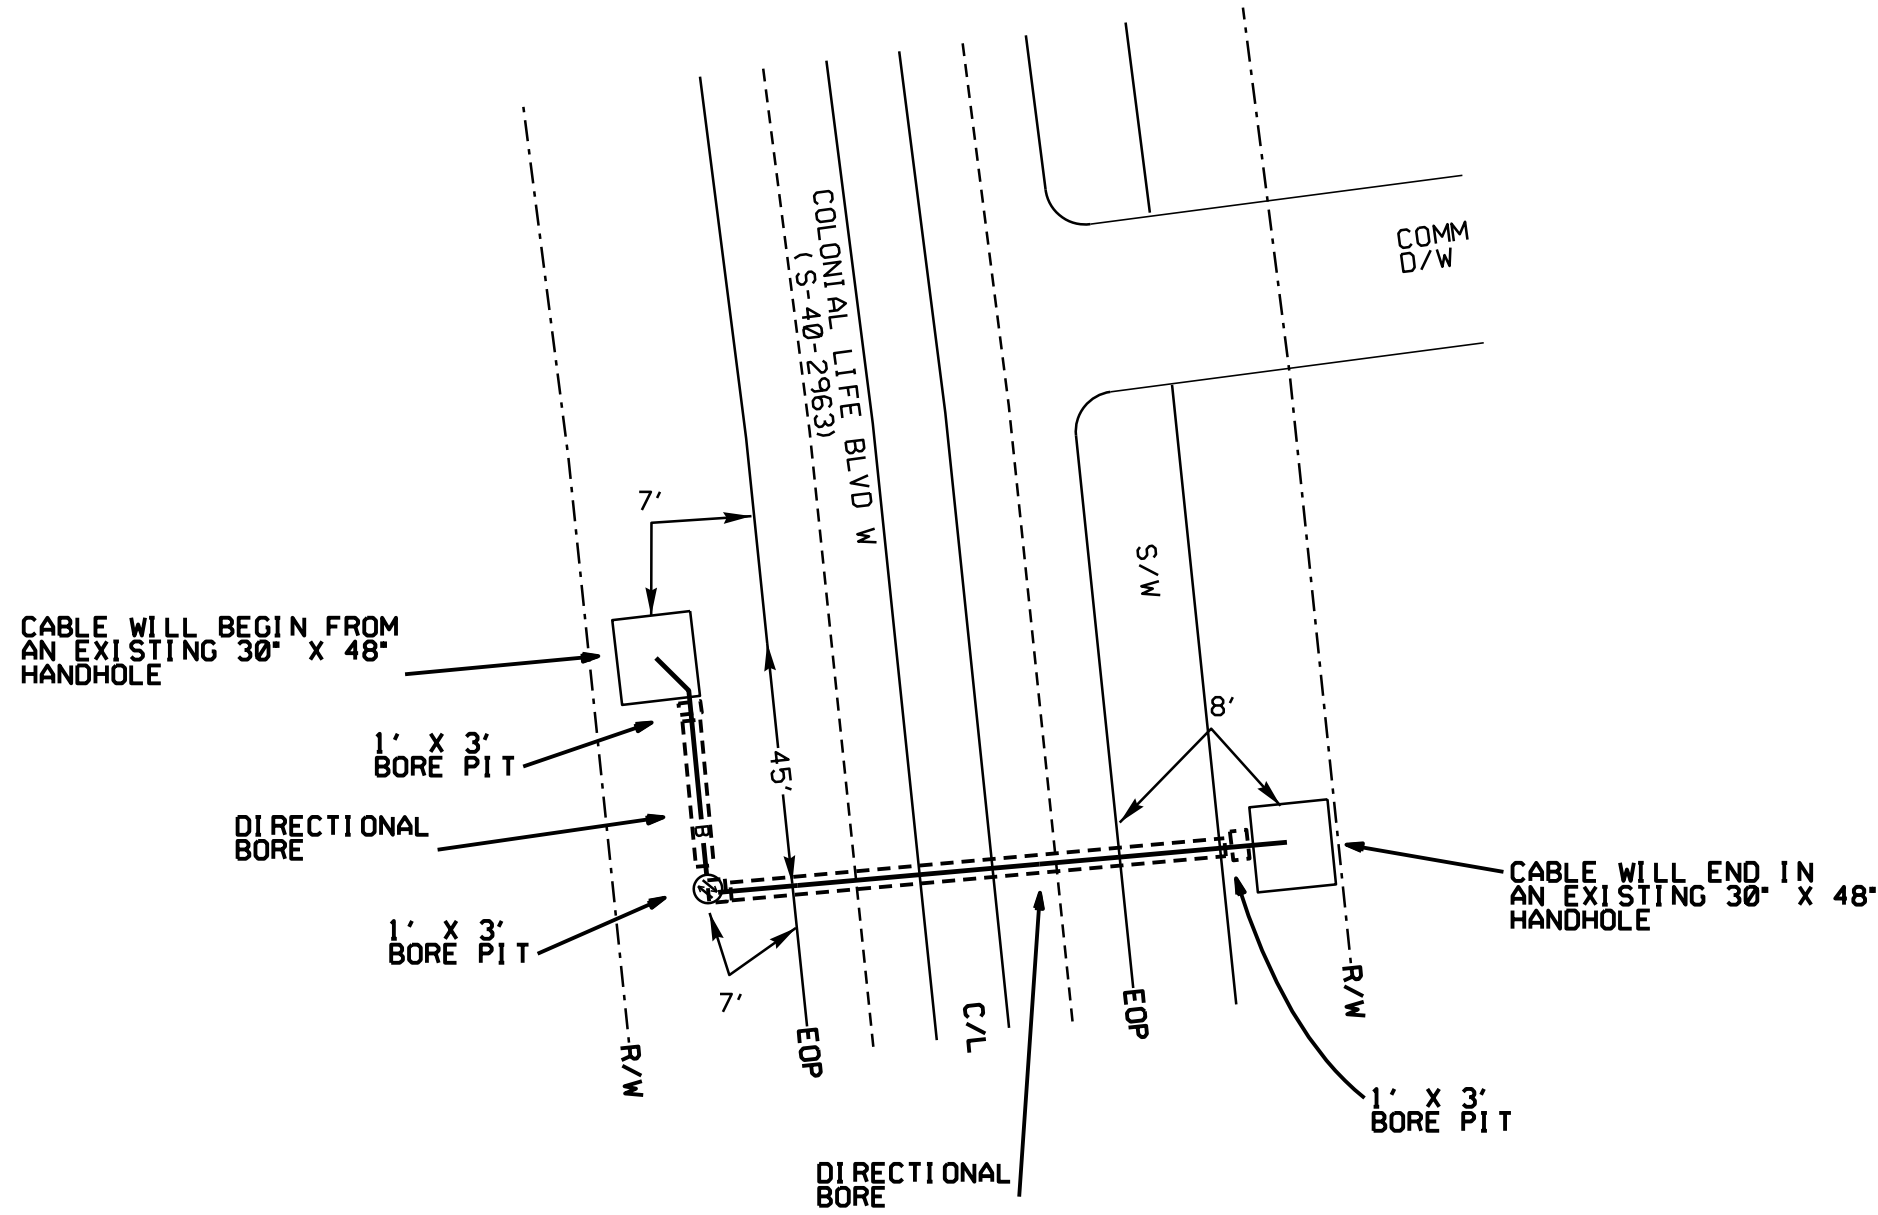 COLONIAL LIFE BLVD W
(S-40-2963)
COMM
D/W
7'
S/W
CABLE WILL BEGIN FROM
AN EXISTING 30" X 48"
HANDHOLE
8'
1' X 3'
BORE PIT
45'
DIRECTIONAL
BORE
B
CABLE WILL END IN
AN EXISTING 30" X 48"
HANDHOLE
1' X 3'
BORE PIT
7'
R/W
EOP
C/L
EOP
R/W
1' X 3'
BORE PIT
DIRECTIONAL
BORE